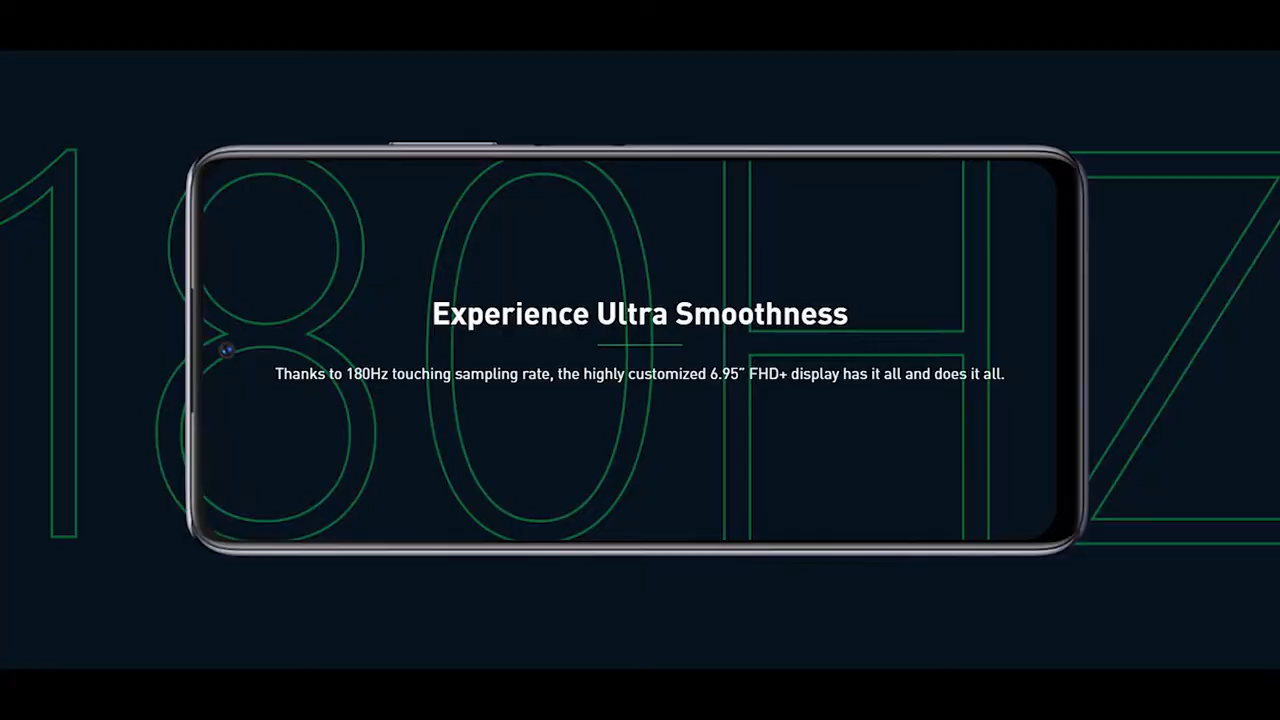 180HZ
Experience Ultra Smoothness
Thanks to 180Hz touching sampling rate, the highly customized 6.95” FHD+ display has it all and does it all.